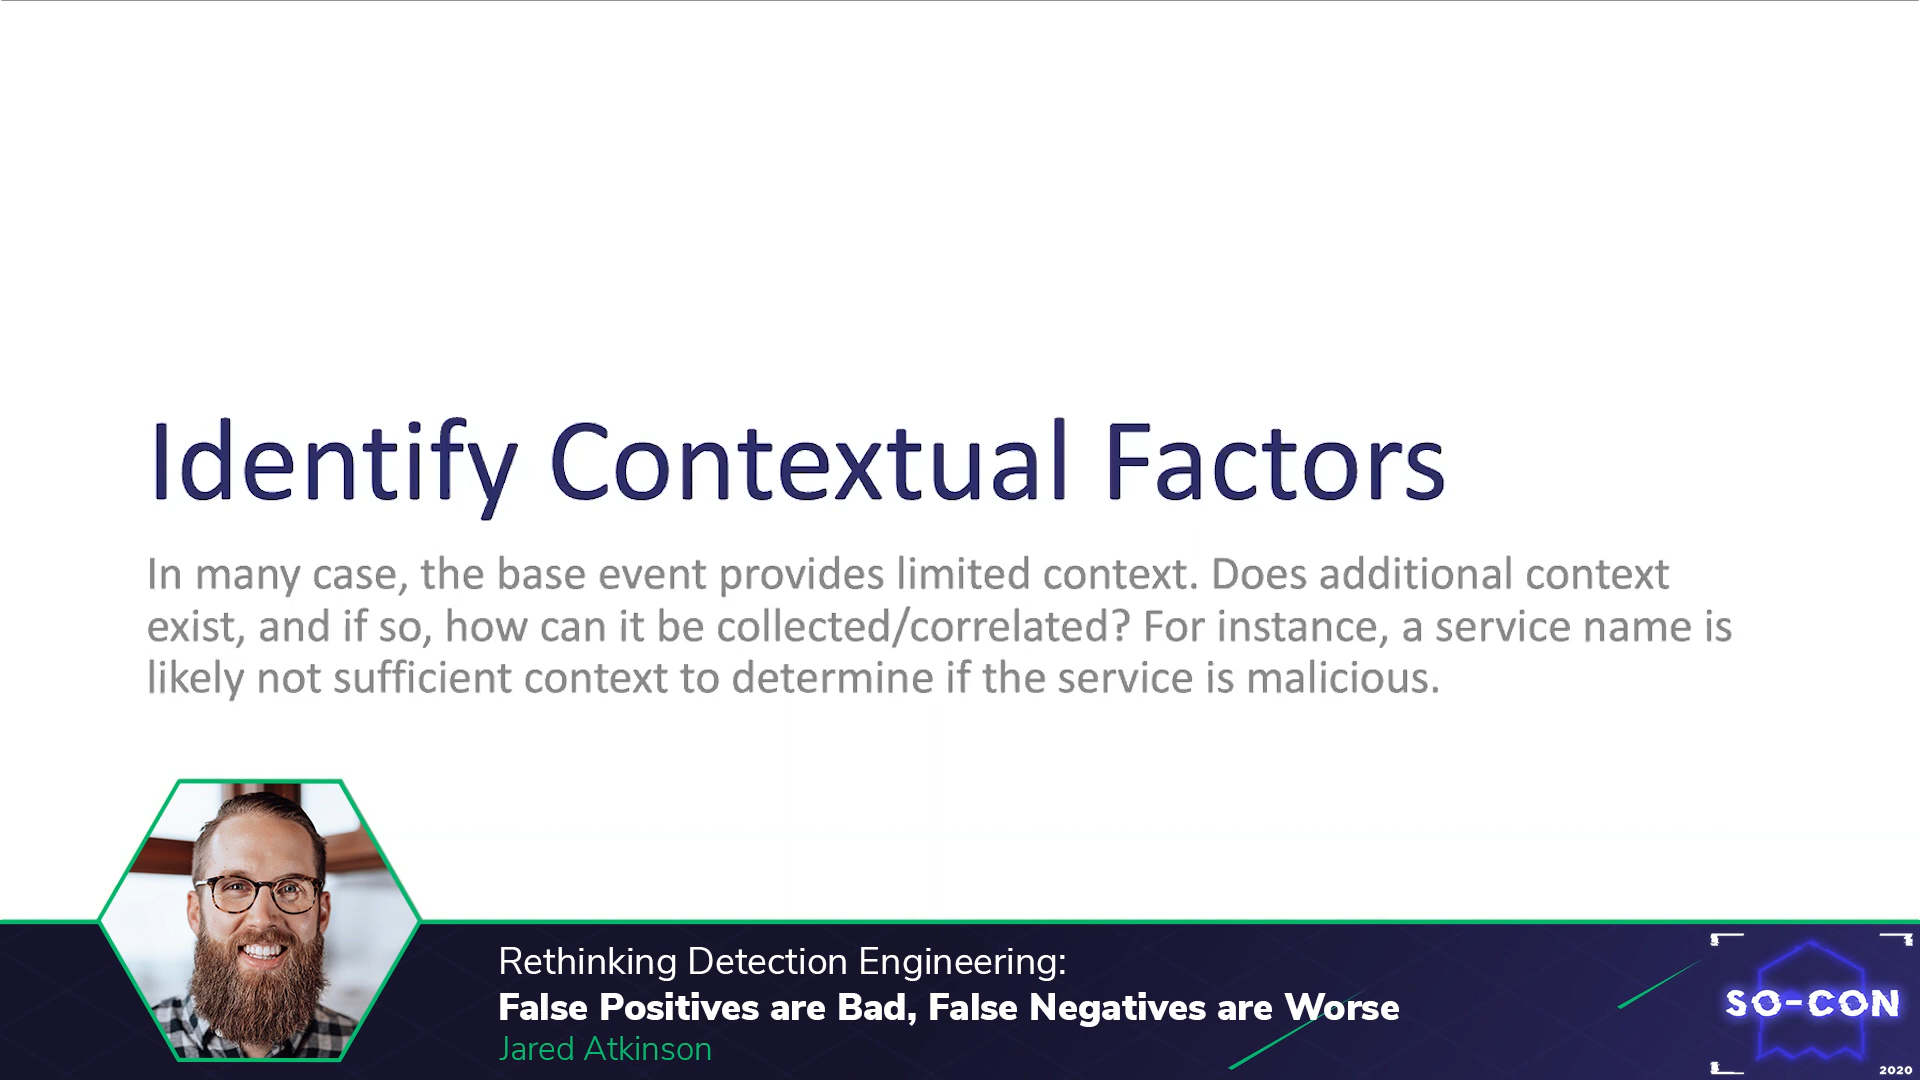 Identify Contextual Factors
In many case, the base event provides limited context. Does additional context
exist, and if so, how can it be collected/correlated? For instance, a service name is
likely not sufficient context to determine if the service is malicious.
Rethinking Detection Engineering:
False Positives are Bad, False Negatives are Worse
Jared Atkinson
SO-CON
2020